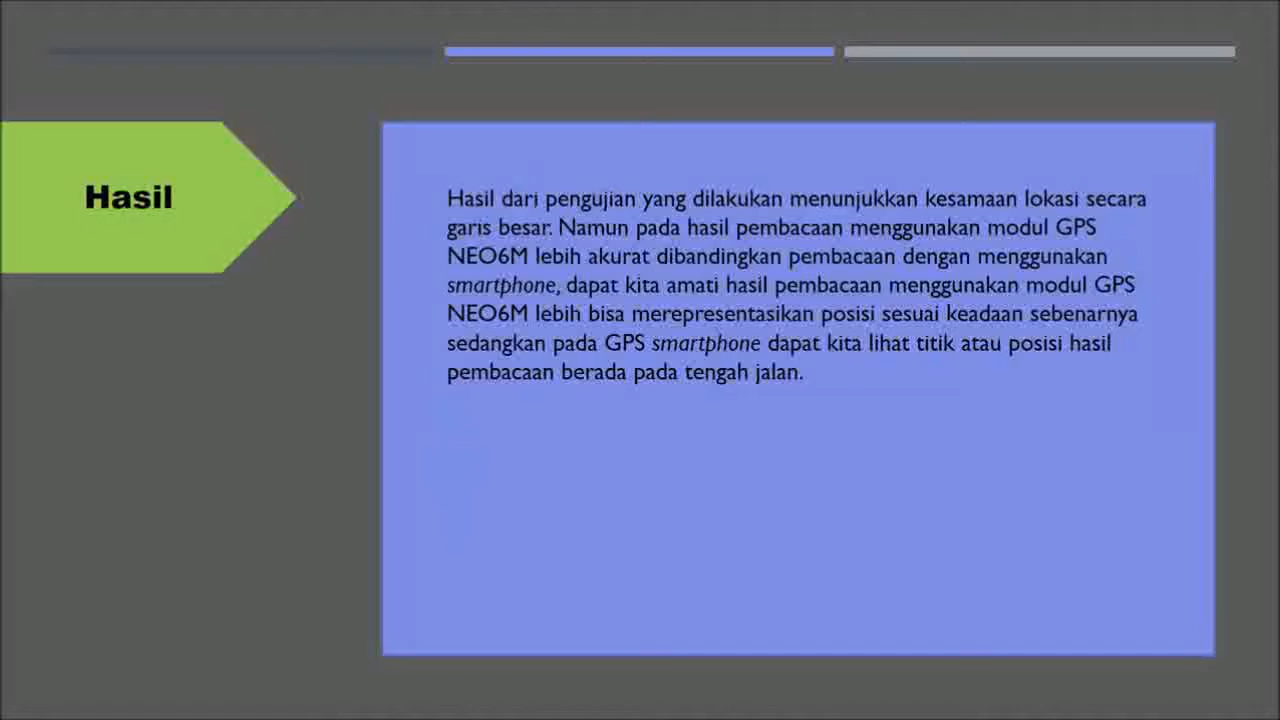 Hasil
Hasil dari pengujian yang dilakukan menunjukkan kesamaan lokasi secara
garis besar. Namun pada hasil pembacaan menggunakan modul GPS
NEO6M lebih akurat dibandingkan pembacaan dengan menggunakan
smartphone, dapat kita amati hasil pembacaan menggunakan modul GPS
NEO6M lebih bisa merepresentasikan posisi sesuai keadaan sebenarnya
sedangkan pada GPS smartphone dapat kita lihat titik atau posisi hasil
pembacaan berada pada tengah jalan.